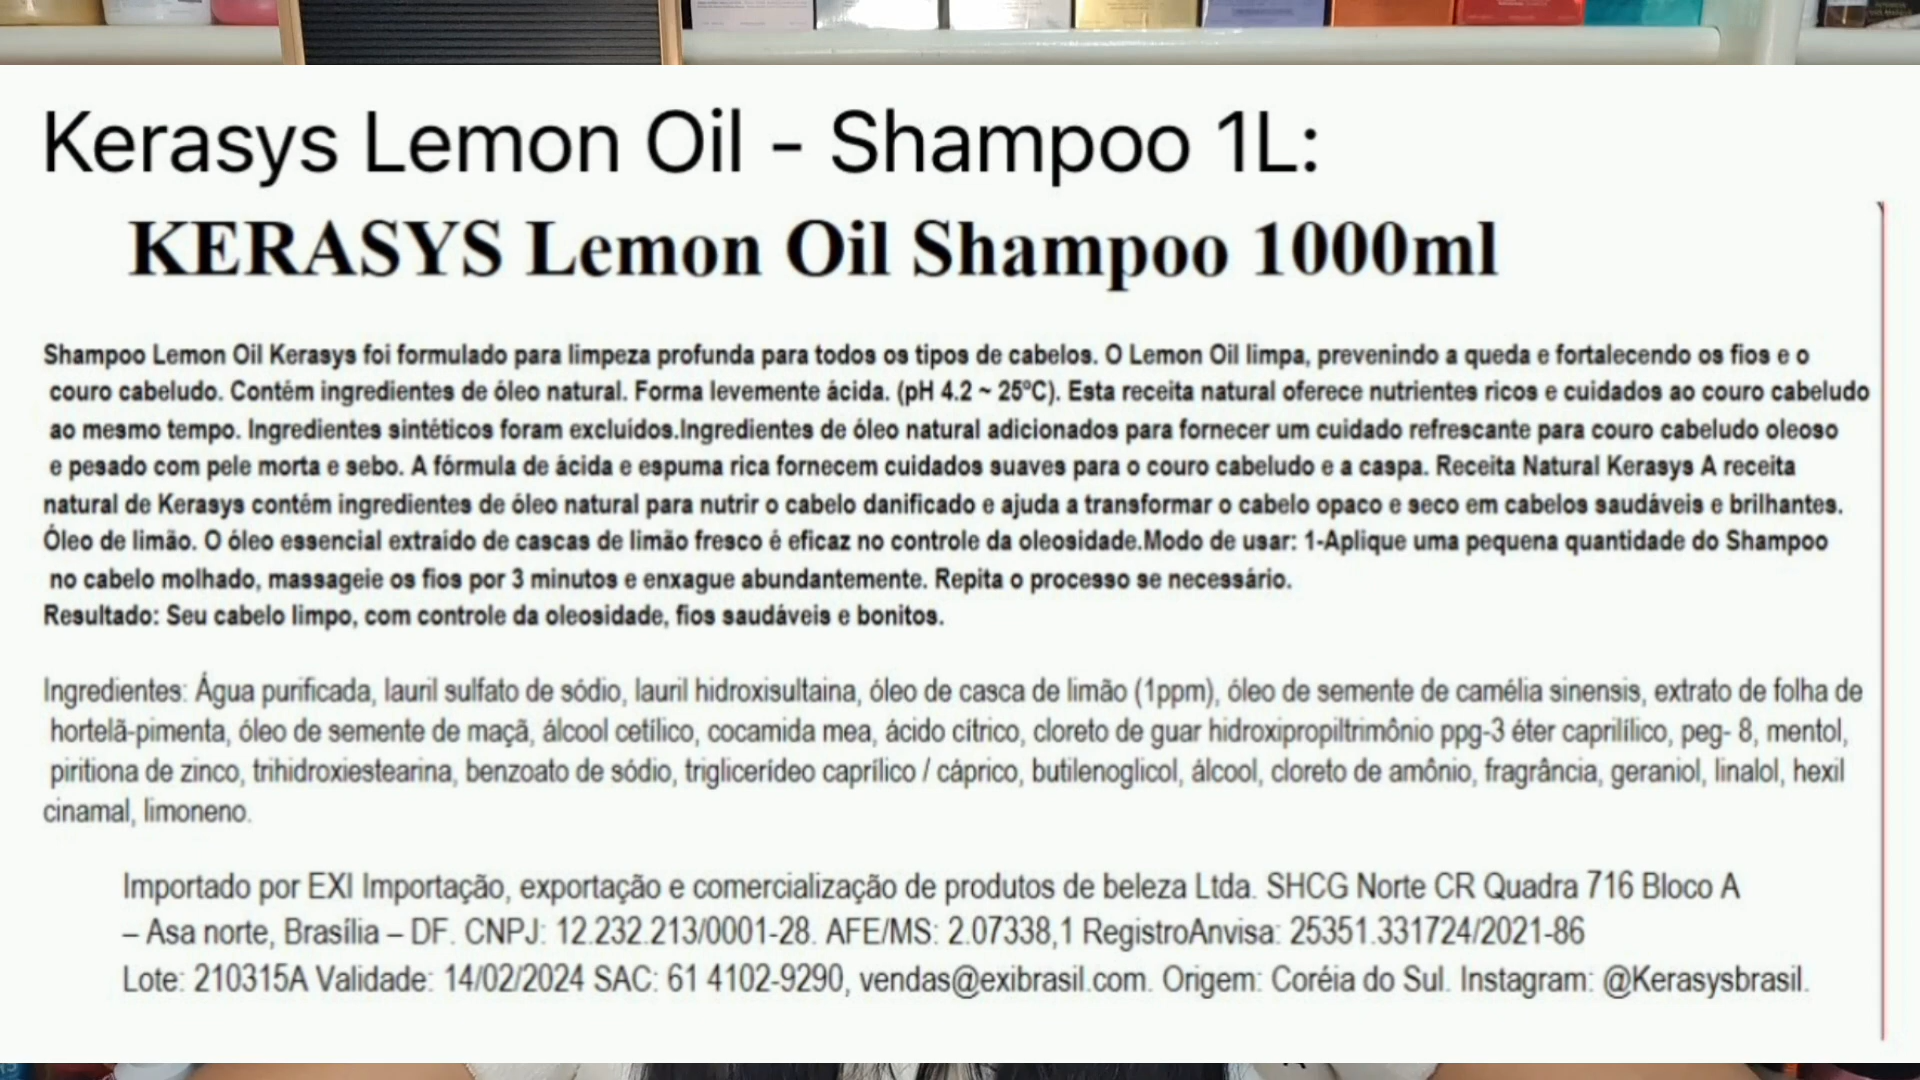 Kerasys Lemon Oil - Shampoo 1L:
KERASYS Lemon Oil Shampoo 1000ml
Shampoo Lemon Oil Kerasys foi formulado para limpeza profunda para todos os tipos de cabelos. O Lemon Oil limpa, prevenindo a queda e fortalecendo os fios e o
couro cabeludo. Contém ingredientes de óleo natural. Forma levemente ácida. (pH 4.2 ~ 25ºC). Esta receita natural oferece nutrientes ricos e cuidados ao couro cabeludo
ao mesmo tempo. Ingredientes sintéticos foram excluídos.Ingredientes de óleo natural adicionados para fornecer um cuidado refrescante para couro cabeludo oleoso
e pesado com pele morta e sebo. A fórmula de ácida e espuma rica fornecem cuidados suaves para o couro cabeludo e a caspa. Receita Natural Kerasys A receita
natural de Kerasys contém ingredientes de óleo natural para nutrir o cabelo danificado e ajuda a transformar o cabelo opaco e seco em cabelos saudáveis e brilhantes.
Óleo de limão. O óleo essencial extraído de cascas de limão fresco é eficaz no controle da oleosidade.Modo de usar: 1-Aplique uma pequena quantidade do Shampoo
no cabelo molhado, massageie os fios por 3 minutos e enxague abundantemente. Repita o processo se necessário.
Resultado: Seu cabelo limpo, com controle da oleosidade, fios saudáveis e bonitos.
Ingredientes: Água purificada, lauril sulfato de sódio, lauril hidroxisultaina, óleo de casca de limão (1ppm), óleo de semente de camélia sinensis, extrato de folha de
hortelã-pimenta, óleo de semente de maçã, álcool cetílico, cocamida mea, ácido cítrico, cloreto de guar hidroxipropiltrimônio ppg-3 éter caprilílico, peg- 8, mentol,
piritiona de zinco, trihidroxiestearina, benzoato de sódio, triglicerídeo caprílico / cáprico, butilenoglicol, álcool, cloreto de amônio, fragrância, geraniol, linalol, hexil
cinamal, limoneno.
Importado por EXI Importação, exportação e comercialização de produtos de beleza Ltda. SHCG Norte CR Quadra 716 Bloco A
– Asa norte, Brasília – DF. CNPJ: 12.232.213/0001-28. AFE/MS: 2.07338,1 RegistroAnvisa: 25351.331724/2021-86
Lote: 210315A Validade: 14/02/2024 SAC: 61 4102-9290, vendas@exibrasil.com. Origem: Coréia do Sul. Instagram: @Kerasysbrasil.